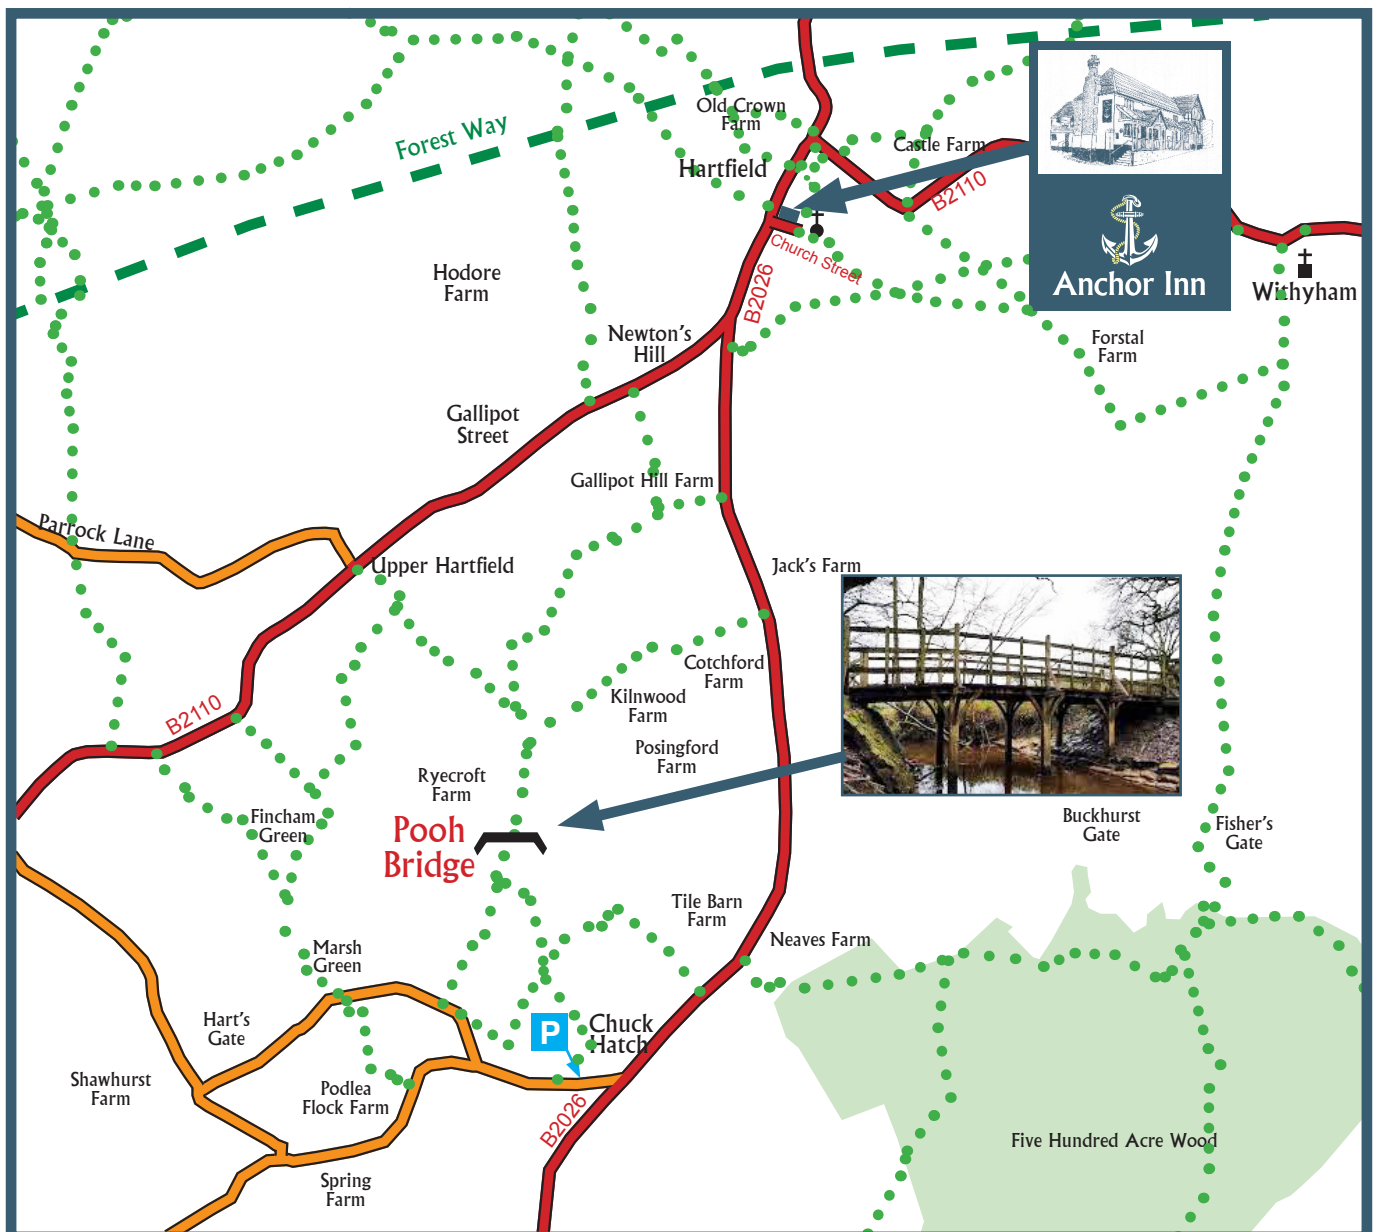 Old Crown
Farm
Forest Way
Castle Farm
Hartfield
B2110
Church Street
Anchor Inn
Withyham
Hodore
Farm
B2026
Newton's
Hill
Forstal
Farm
Gallipot
Street
Gallipot Hill Farm
Parrock Lane
Upper Hartfield
Jack's Farm
Cotchford
Farm
Kilnwood
Farm
B2110
Posingford
Farm
Ryecroft
Farm
Fincham
Green
Pooh
Bridge
Buckhurst
Gate
Fisher's
Gate
Tile Barn
Farm
Neaves Farm
Marsh
Green
Hart's
Gate
P
Chuck
Hatch
Shawhurst
Farm
Podlea
Flock Farm
B2026
Five Hundred Acre Wood
Spring
Farm